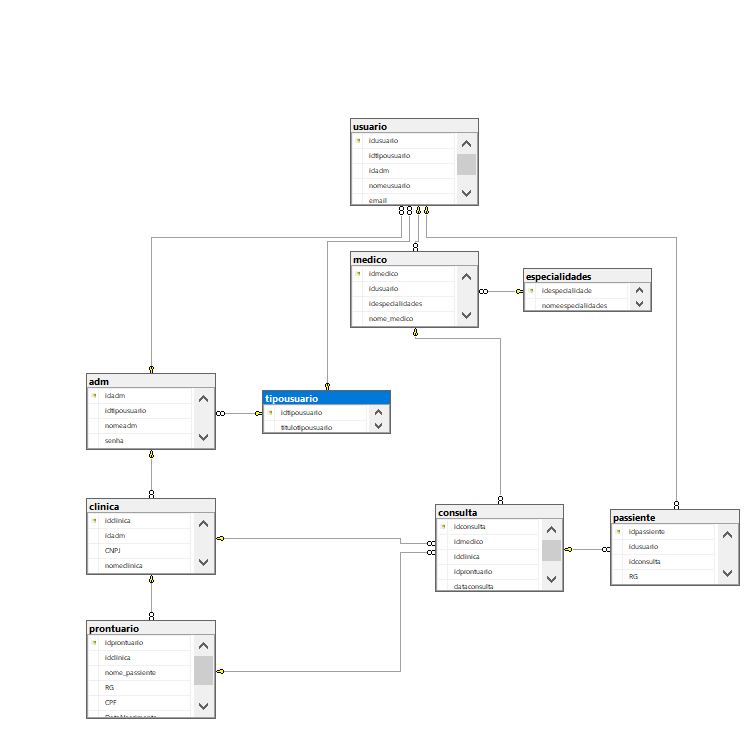 usuario
idusuario
idtipousuario
idadm
nomeusuario
email
medico
idmedico
idusuario
idespecialidades
nome_medico
especialidades
idespecialidade
nomeespecialidades
adm
idadm
idtipousuario
nomeadm
senha
tipousuario
idtipousuario
titulotipousuario
clinica
idclinica
idadm
CNPJ
nomeclinica
consulta
idconsulta
idmedico
idclinica
idprontuario
dataconsulta
passiente
idpassiente
idusuario
idconsulta
RG
prontuario
idprontuario
idclinica
nome_passiente
RG
CPF